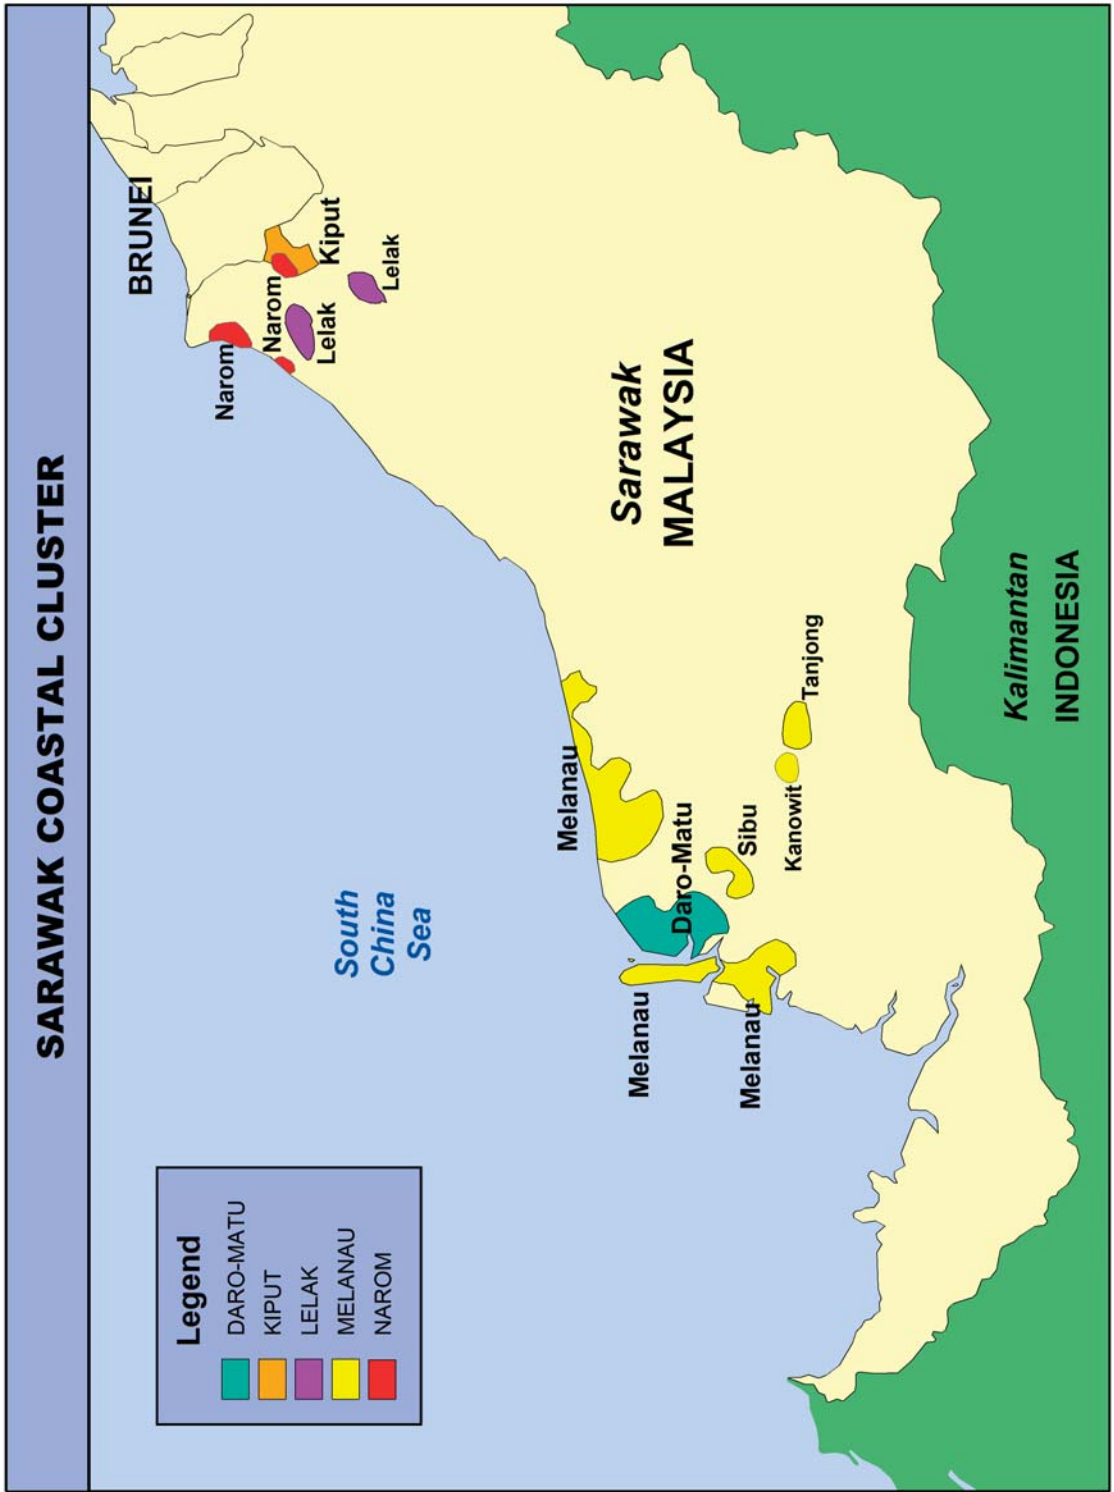 SARAWAK COASTAL CLUSTER
BRUNEI
Narom
Narom
Kiput
Lelak
Lelak
South
China
Sea
Sarawak
MALAYSIA
Melanau
Melanau
Daro-Matu
Sibu
Melanau
Kanowit
Tanjong
Kalimantan
INDONESIA
Legend
DARO-MATU
KIPUT
LELAK
MELANAU
NAROM